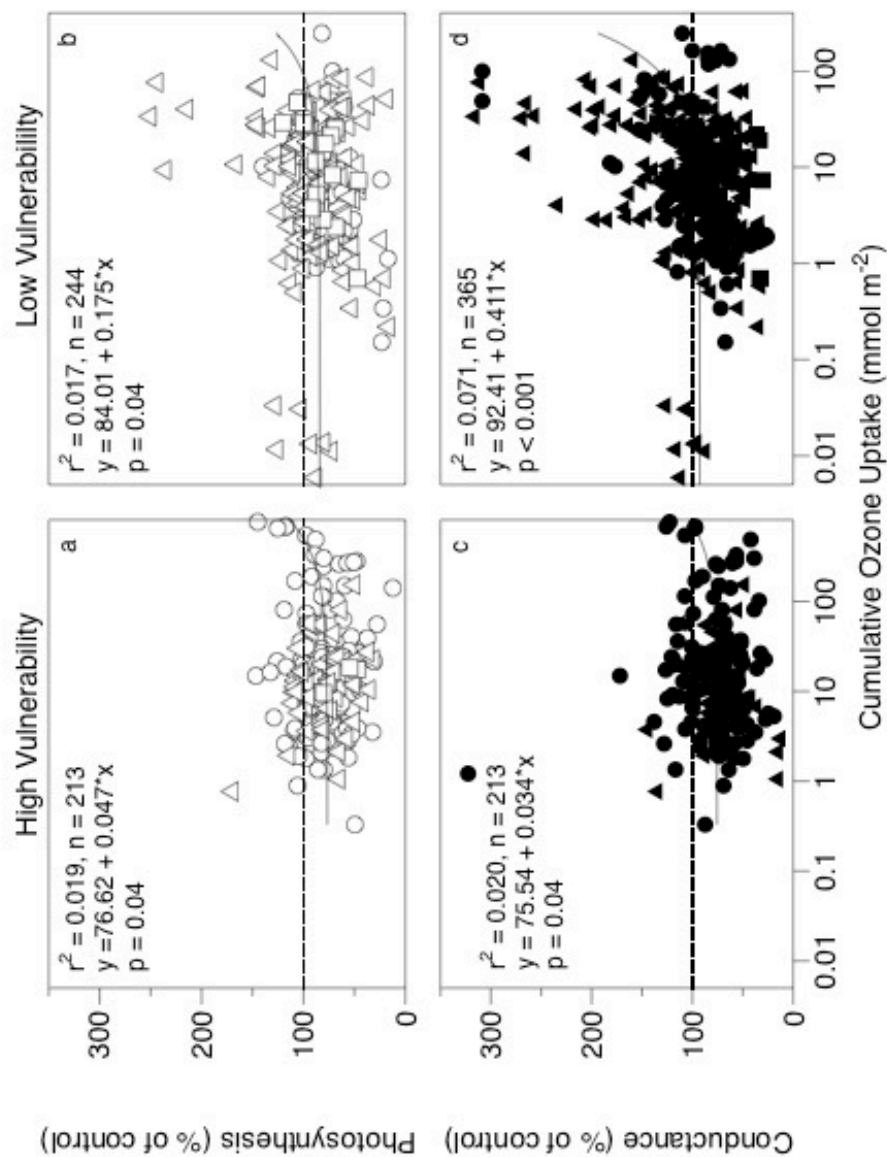 High Vulnerability
Low Vulnerabililty
a
r² = 0.019, n = 213
y =76.62 + 0.047*x
p = 0.04
b
r² = 0.017, n = 244
y = 84.01 + 0.175*x
p = 0.04
300
200
100
0
Photosynthesis (% of control)
c
r² = 0.020, n = 213
y = 75.54 + 0.034*x
p = 0.04
d
r² = 0.071, n = 365
y = 92.41 + 0.411*x
p < 0.001
300
200
100
0
Conductance (% of control)
0.01 0.1 1 10 100
0.01 0.1 1 10 100
Cumulative Ozone Uptake (mmol m⁻²)